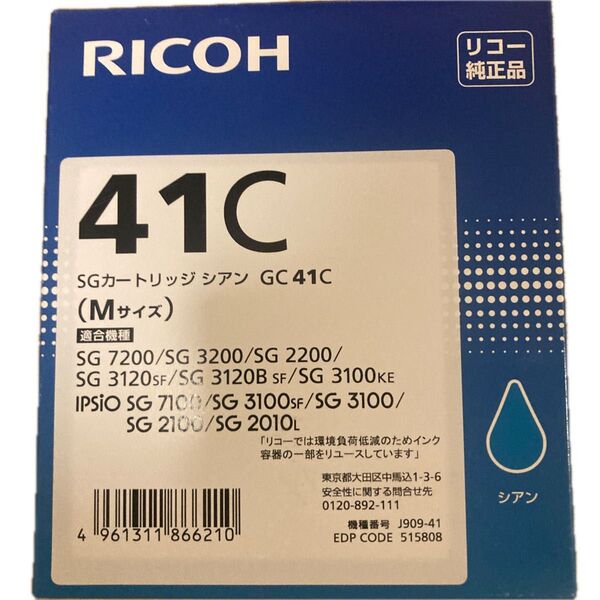 RICOH
リコー
純正品
41C
SGカートリッジ シアン GC 41C
(Mサイズ)
適合機種
SG 7200/SG 3200/SG 2200/
SG 3120SF/SG 3120B SF/SG 3100KE
IPSiO SG 7100/SG 3100SF/SG 3100/
SG 2100/SG 2010L
「リコーでは環境負荷低減のためインク
容器の一部をリユースしています」
東京都大田区中馬込1-3-6
安全性に関する問合せ先
0120-892-111
機種番号 J909-41
EDP CODE 515808
4 961311 866210
シアン